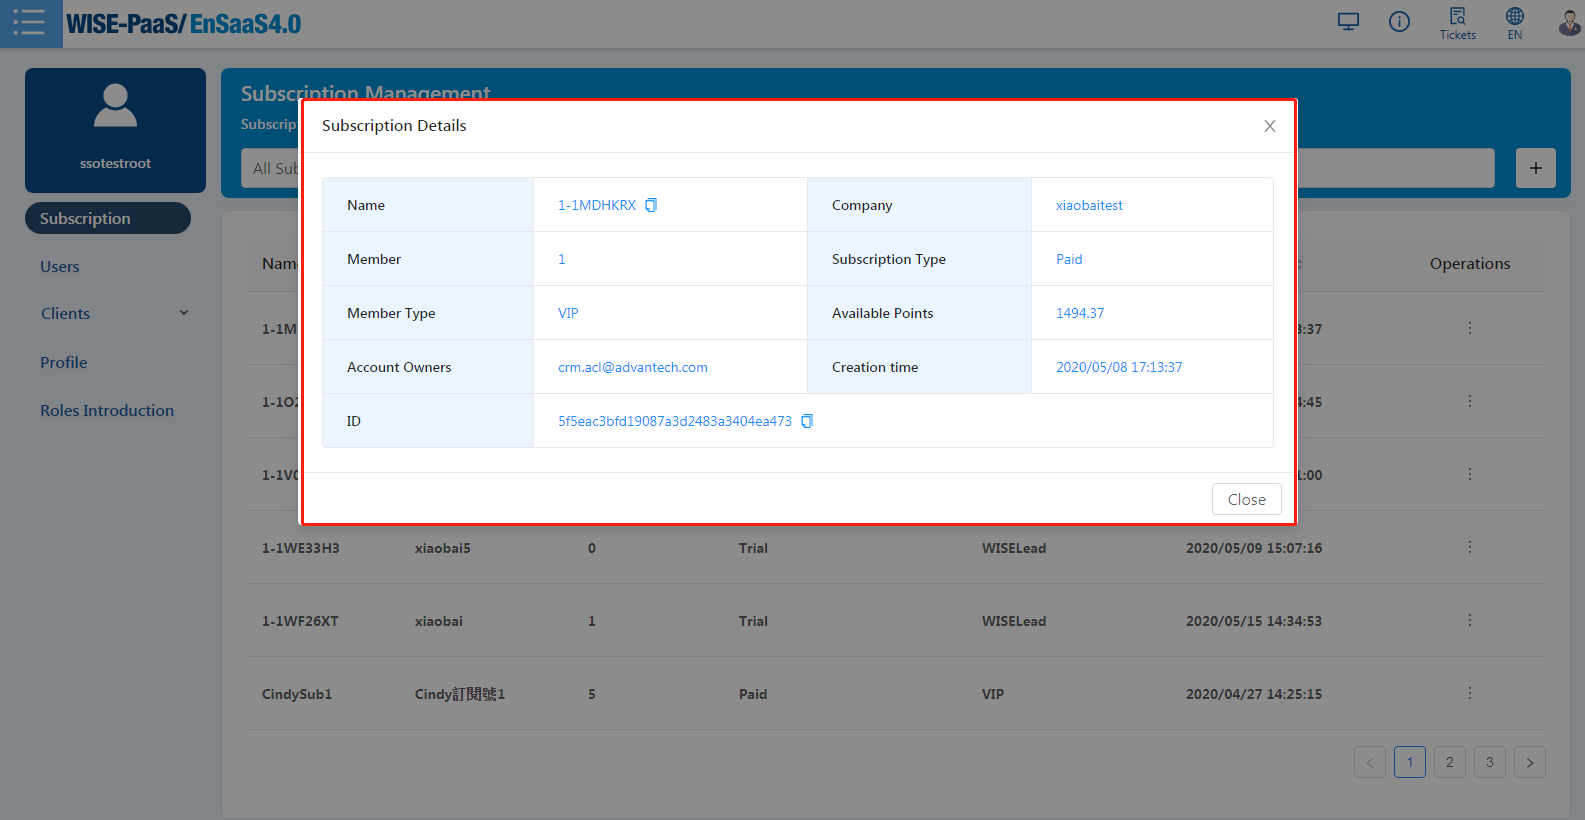 WISE-PaaS/ EnSaaS4.0
Tickets
EN
ssotestroot
Subscription
Users
Clients
Profile
Roles Introduction
Subscription Management
Subscrip
All Sub
+
Subscription Details
Name 1-1MDHKRX Company xiaobaitest
Member 1 Subscription Type Paid
Member Type VIP Available Points 1494.37
Account Owners crm.acl@advantech.com Creation time 2020/05/08 17:13:37
ID 5f5eac3bfd19087a3d2483a3404ea473
Close
Nam Operations
1-1M 3:37
1-1O2 4:45
1-1V0 1:00
1-1WE33H3 xiaobai5 0 Trial WISELead 2020/05/09 15:07:16
1-1WF26XT xiaobai 1 Trial WISELead 2020/05/15 14:34:53
CindySub1 Cindy訂閱號1 5 Paid VIP 2020/04/27 14:25:15
< 1 2 3 >